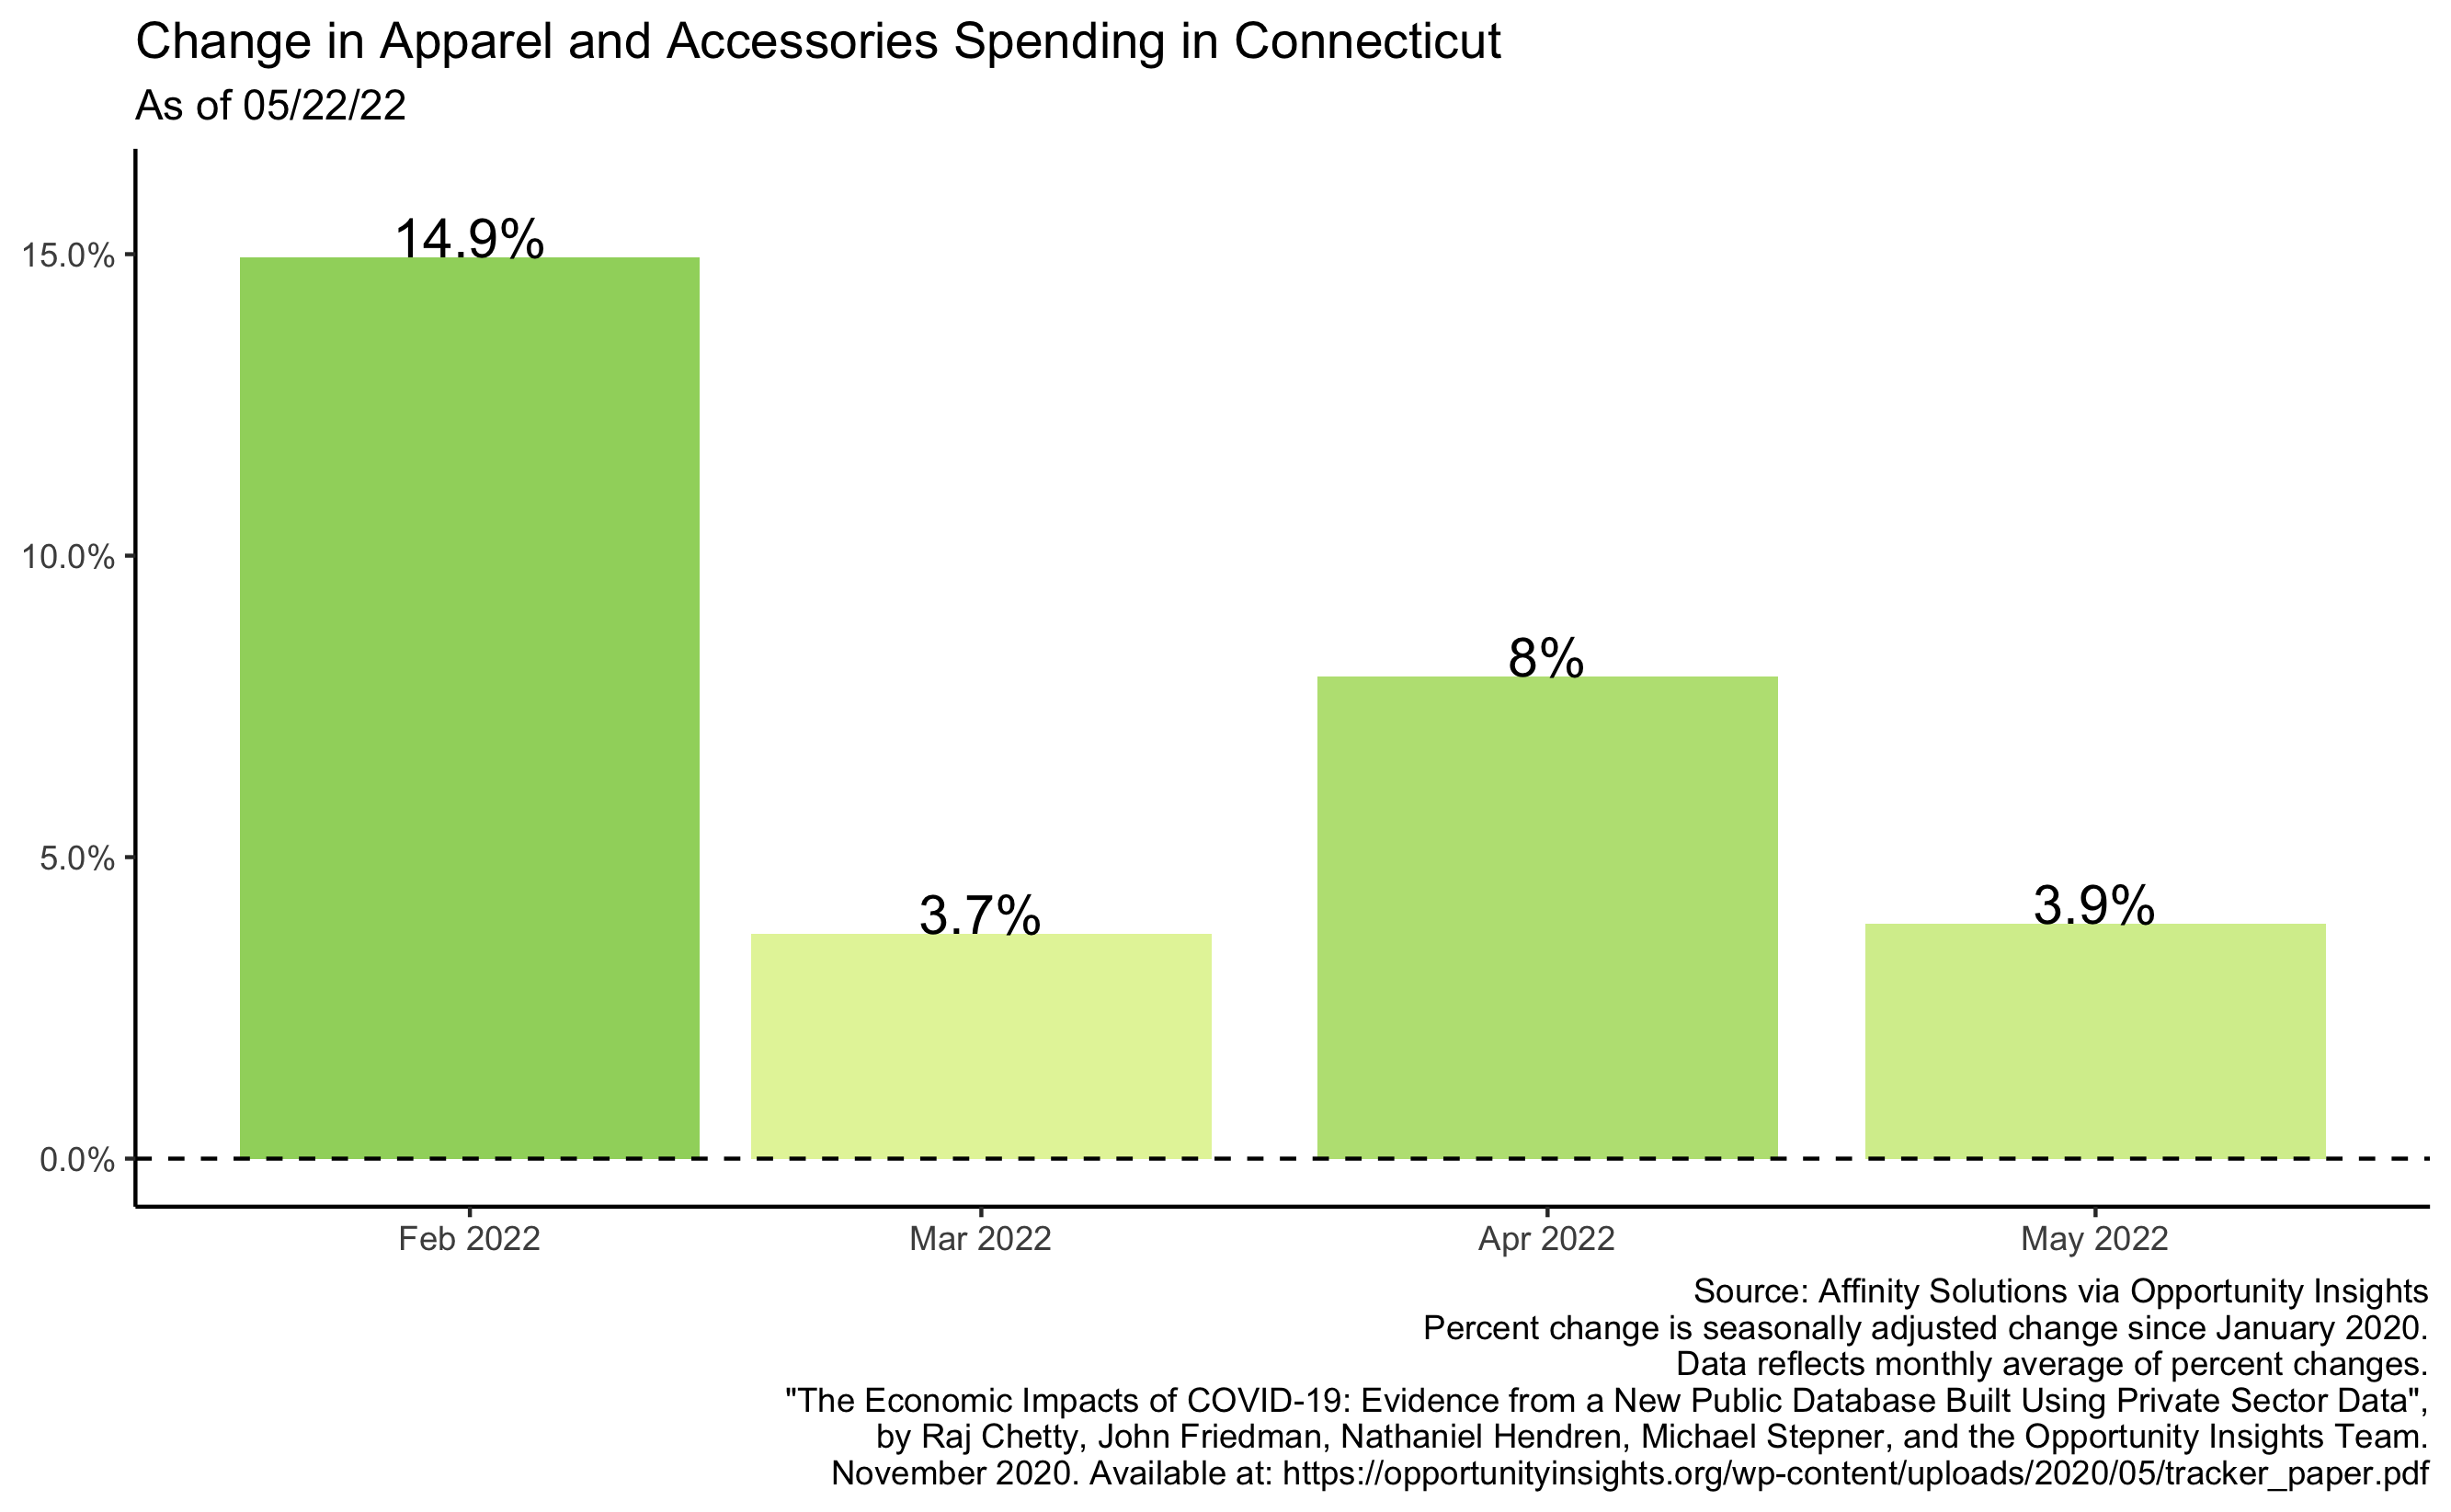 Change in Apparel and Accessories Spending in Connecticut
As of 05/22/22
15.0%
10.0%
5.0%
0.0%
14.9%
3.7%
8%
3.9%
Feb 2022
Mar 2022
Apr 2022
May 2022
Source: Affinity Solutions via Opportunity Insights
Percent change is seasonally adjusted change since January 2020.
Data reflects monthly average of percent changes.
"The Economic Impacts of COVID-19: Evidence from a New Public Database Built Using Private Sector Data",
by Raj Chetty, John Friedman, Nathaniel Hendren, Michael Stepner, and the Opportunity Insights Team.
November 2020. Available at: https://opportunityinsights.org/wp-content/uploads/2020/05/tracker_paper.pdf